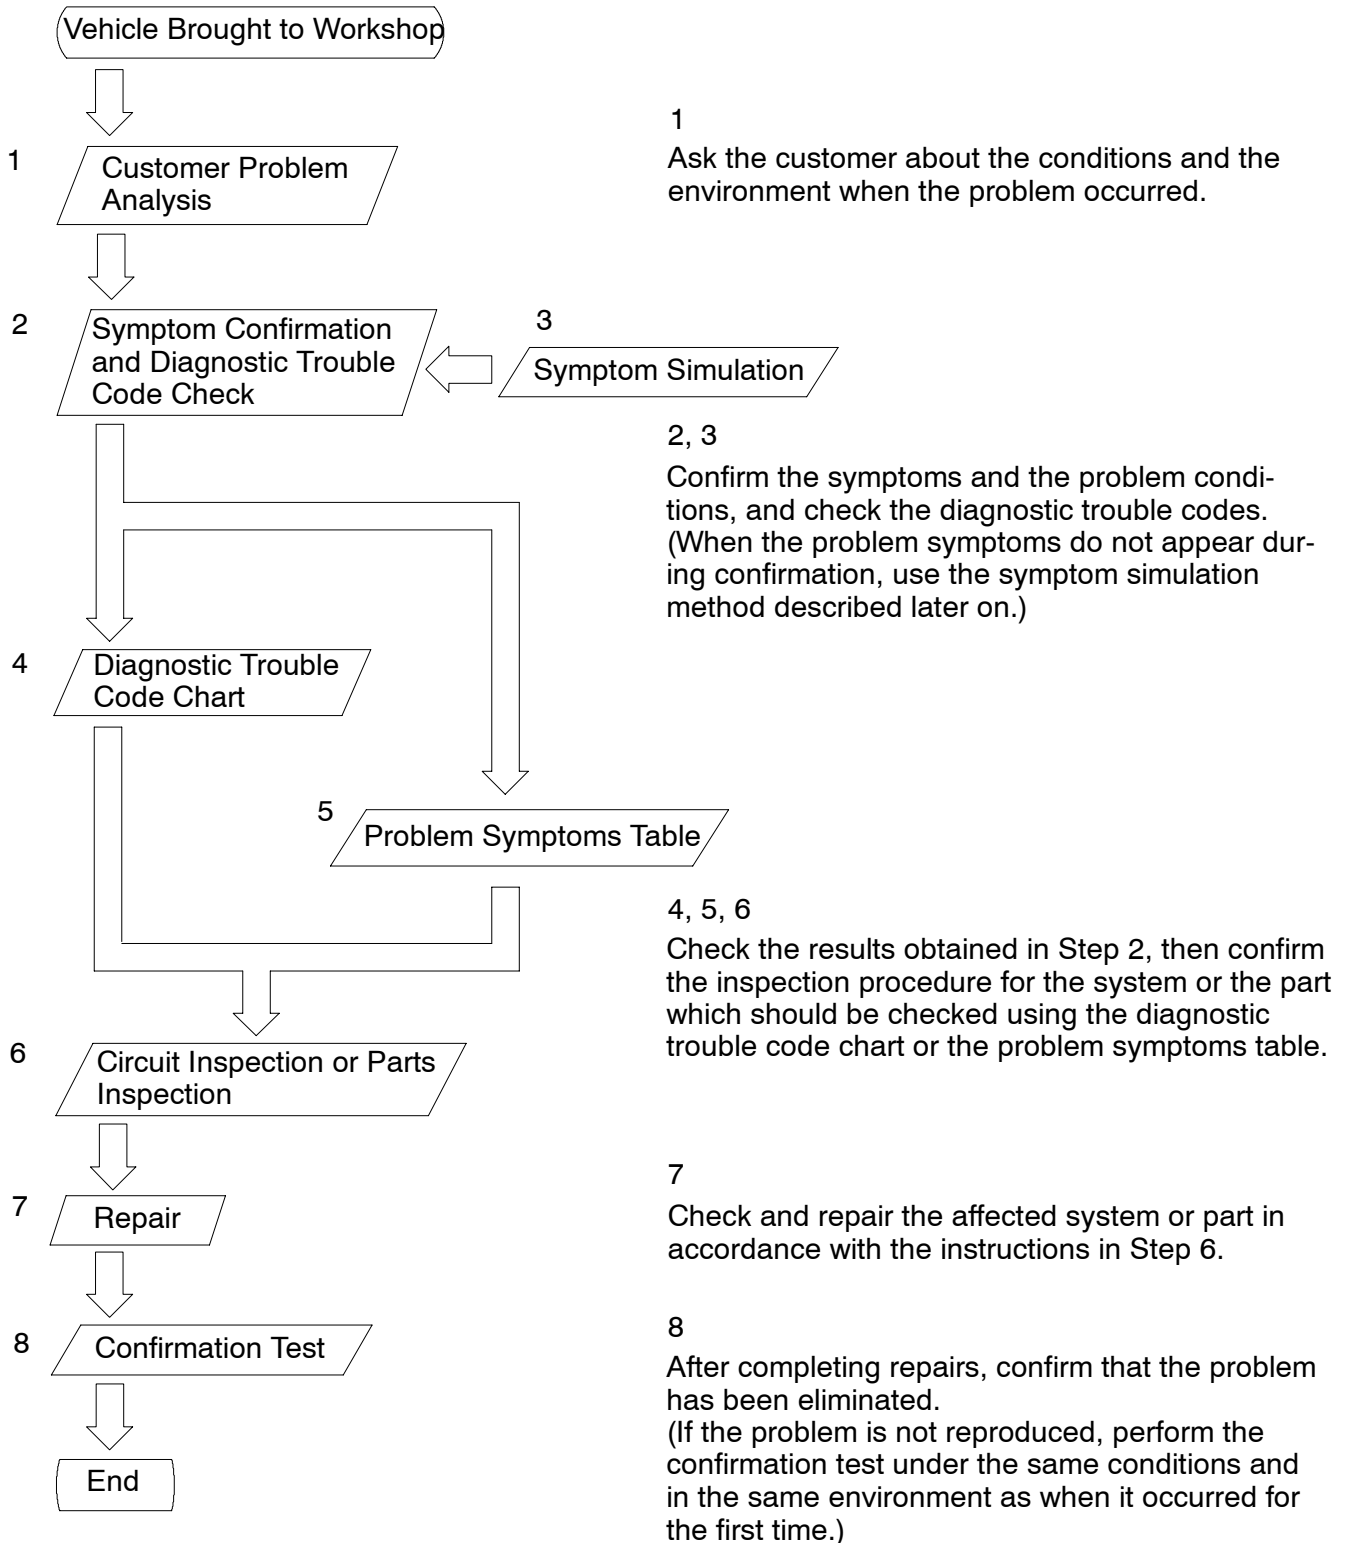 Vehicle Brought to Workshop
1
Customer Problem
Analysis
1
Ask the customer about the conditions and the
environment when the problem occurred.
2
Symptom Confirmation
and Diagnostic Trouble
Code Check
3
Symptom Simulation
2, 3
Confirm the symptoms and the problem condi-
tions, and check the diagnostic trouble codes.
(When the problem symptoms do not appear dur-
ing confirmation, use the symptom simulation
method described later on.)
4
Diagnostic Trouble
Code Chart
5
Problem Symptoms Table
4, 5, 6
Check the results obtained in Step 2, then confirm
the inspection procedure for the system or the part
which should be checked using the diagnostic
trouble code chart or the problem symptoms table.
6
Circuit Inspection or Parts
Inspection
7
Repair
7
Check and repair the affected system or part in
accordance with the instructions in Step 6.
8
Confirmation Test
8
After completing repairs, confirm that the problem
has been eliminated.
(If the problem is not reproduced, perform the
confirmation test under the same conditions and
in the same environment as when it occurred for
the first time.)
End